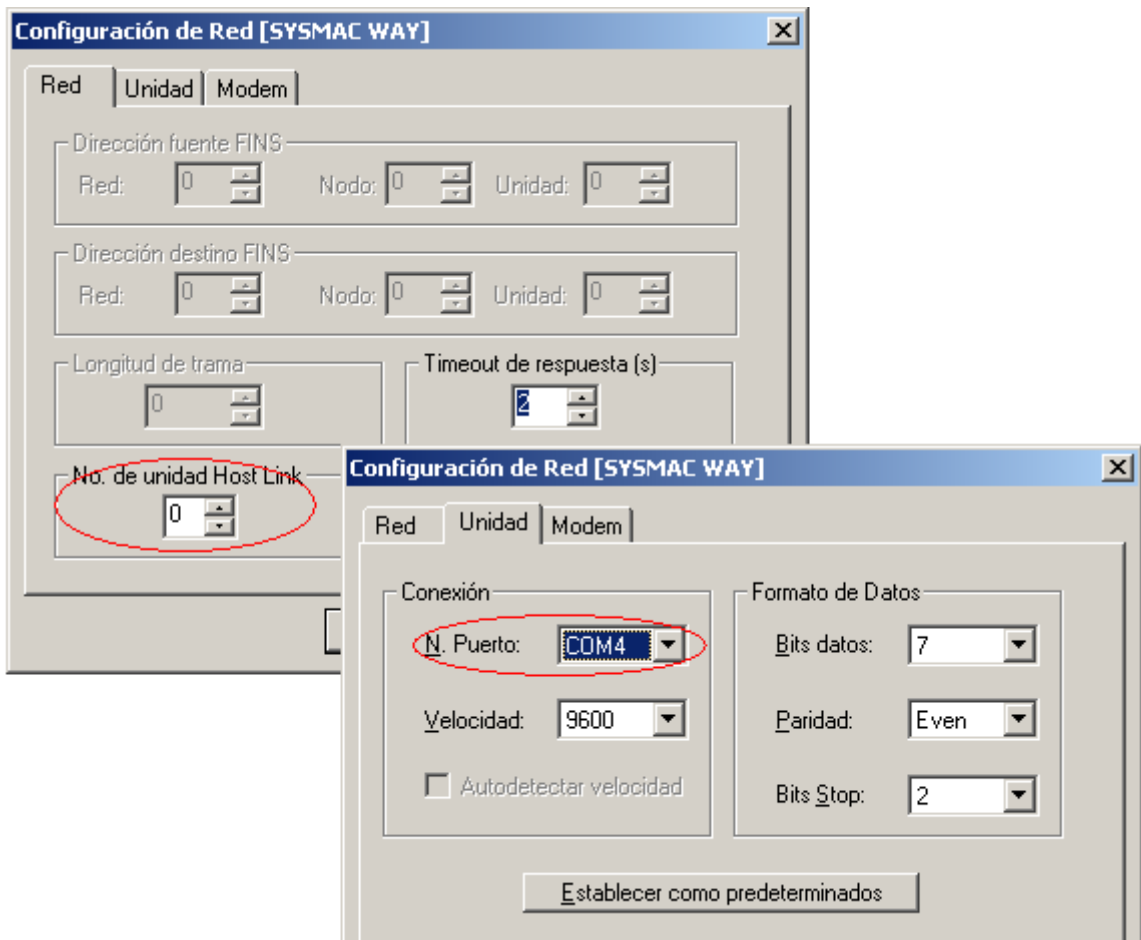 Configuración de Red [SYSMAC WAY]
Red Unidad Modem
Dirección fuente FINS
Red: 0 Nodo: 0 Unidad: 0
Dirección destino FINS
Red: 0 Nodo: 0 Unidad: 0
Longitud de trama
0
Timeout de respuesta (s)
2
No. de unidad Host Link
0
Configuración de Red [SYSMAC WAY]
Red Unidad Modem
Conexión
N. Puerto: COM4
Velocidad: 9600
Autodetectar velocidad
Formato de Datos
Bits datos: 7
Paridad: Even
Bits Stop: 2
Establecer como predeterminados